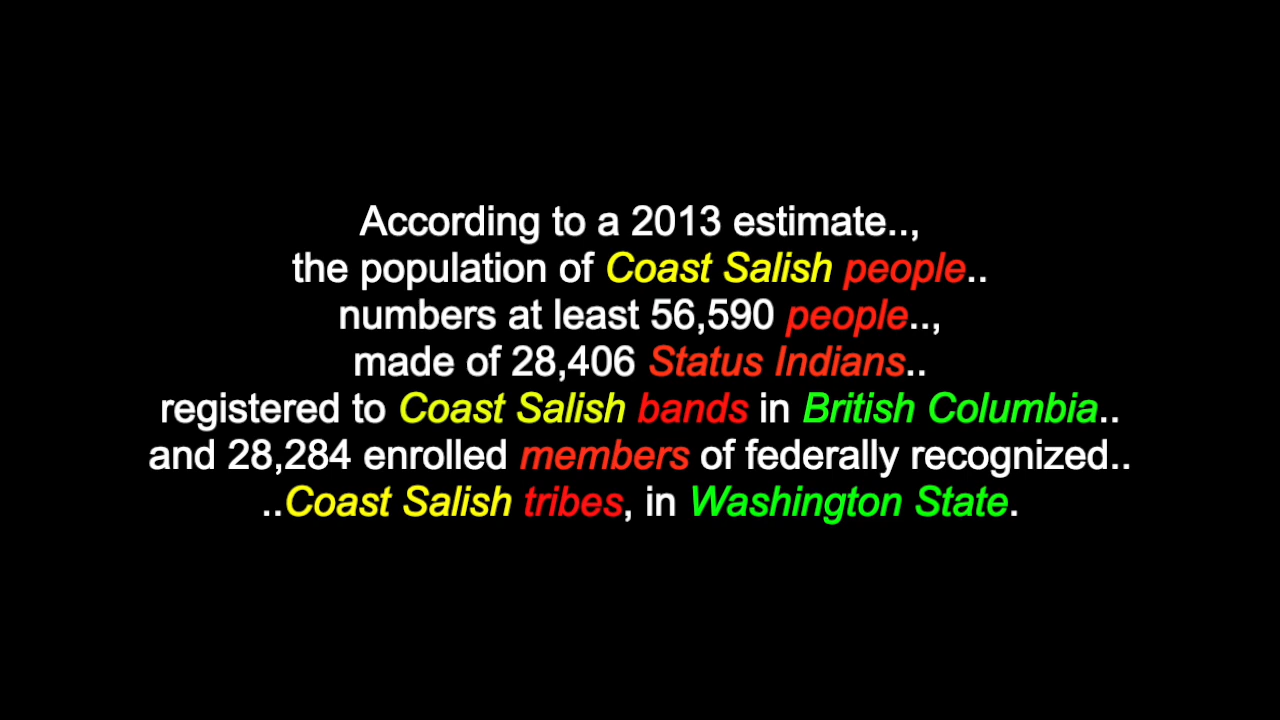 According to a 2013 estimate..,
the population of Coast Salish people..
numbers at least 56,590 people..,
made of 28,406 Status Indians..
registered to Coast Salish bands in British Columbia..
and 28,284 enrolled members of federally recognized..
..Coast Salish tribes, in Washington State.